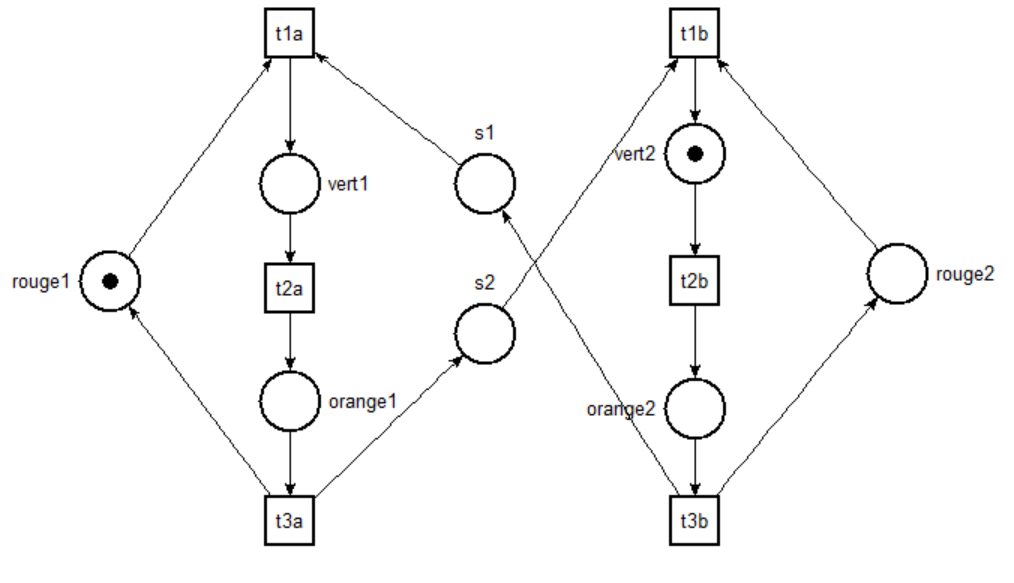 t1a
t1b
s1
vert2
vert1
rouge1
t2a
s2
t2b
rouge2
orange1
orange2
t3a
t3b